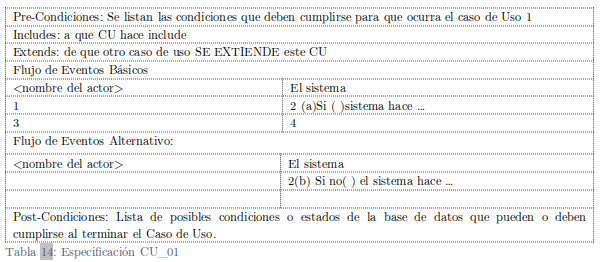 Pre-Condiciones: Se listan las condiciones que deben cumplirse para que ocurra el caso de Uso 1
Includes: a que CU hace include
Extends: de que otro caso de uso SE EXTIENDE este CU
Flujo de Eventos Básicos
<nombre del actor> El sistema
1 2 (a)Si ( )sistema hace ...
3 4
Flujo de Eventos Alternativo:
<nombre del actor> El sistema
2(b) Si no( ) el sistema hace ...
Post-Condiciones: Lista de posibles condiciones o estados de la base de datos que pueden o deben
cumplirse al terminar el Caso de Uso.
Tabla 14: Especificación CU_01